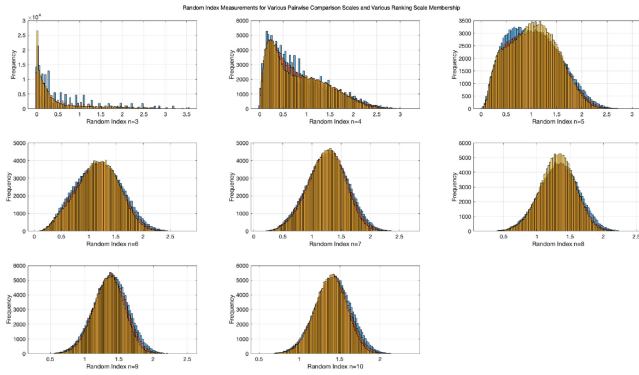 Random Index Measurements for Various Pairwise Comparison Scales and Various Ranking Scale Membership
3 ×10⁴
2.5
2
1.5
1
0.5
0
Frequency
0 0.5 1 1.5 2 2.5 3 3.5
Random Index n=3
6000
5000
4000
3000
2000
1000
0
Frequency
0 0.5 1 1.5 2 2.5 3
Random Index n=4
3500
3000
2500
2000
1500
1000
500
0
Frequency
0 0.5 1 1.5 2 2.5 3
Random Index n=5
5000
4000
3000
2000
1000
0
Frequency
0 0.5 1 1.5 2 2.5
Random Index n=6
5000
4000
3000
2000
1000
0
Frequency
0 0.5 1 1.5 2 2.5
Random Index n=7
6000
5000
4000
3000
2000
1000
0
Frequency
0.5 1 1.5 2 2.5
Random Index n=8
6000
5000
4000
3000
2000
1000
0
Frequency
0.5 1 1.5 2 2.5
Random Index n=9
6000
5000
4000
3000
2000
1000
0
Frequency
0.5 1 1.5 2 2.5
Random Index n=10